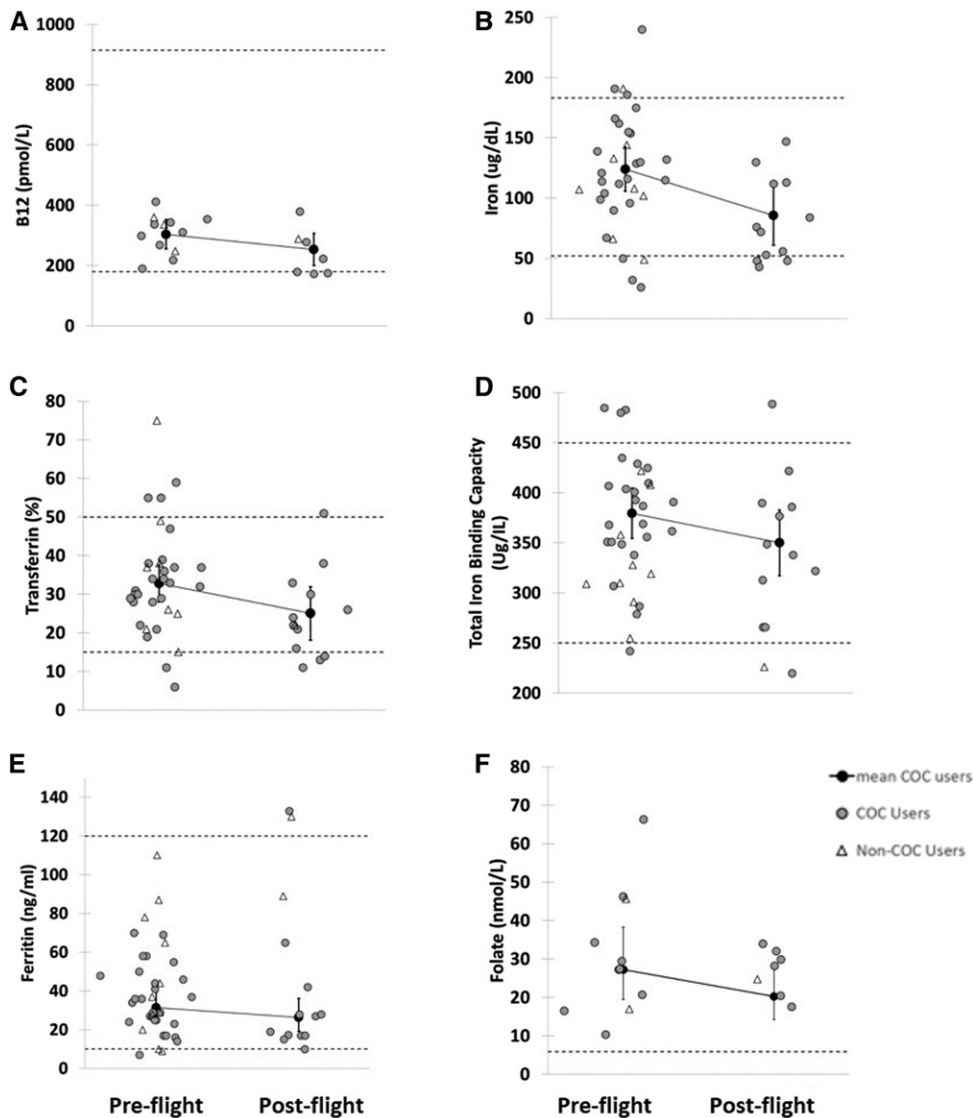 A
B12 (pmol/L)
1000
800
600
400
200
0
B
Iron (ug/dL)
250
200
150
100
50
0
C
Transferrin (%)
80
70
60
50
40
30
20
10
0
D
Total Iron Binding Capacity
(Ug/lL)
500
450
400
350
300
250
200
E
Ferritin (ng/ml)
140
120
100
80
60
40
20
0
Pre-flight
Post-flight
F
Folate (nmol/L)
80
70
60
50
40
30
20
10
0
mean COC users
COC Users
Non-COC Users
Pre-flight
Post-flight